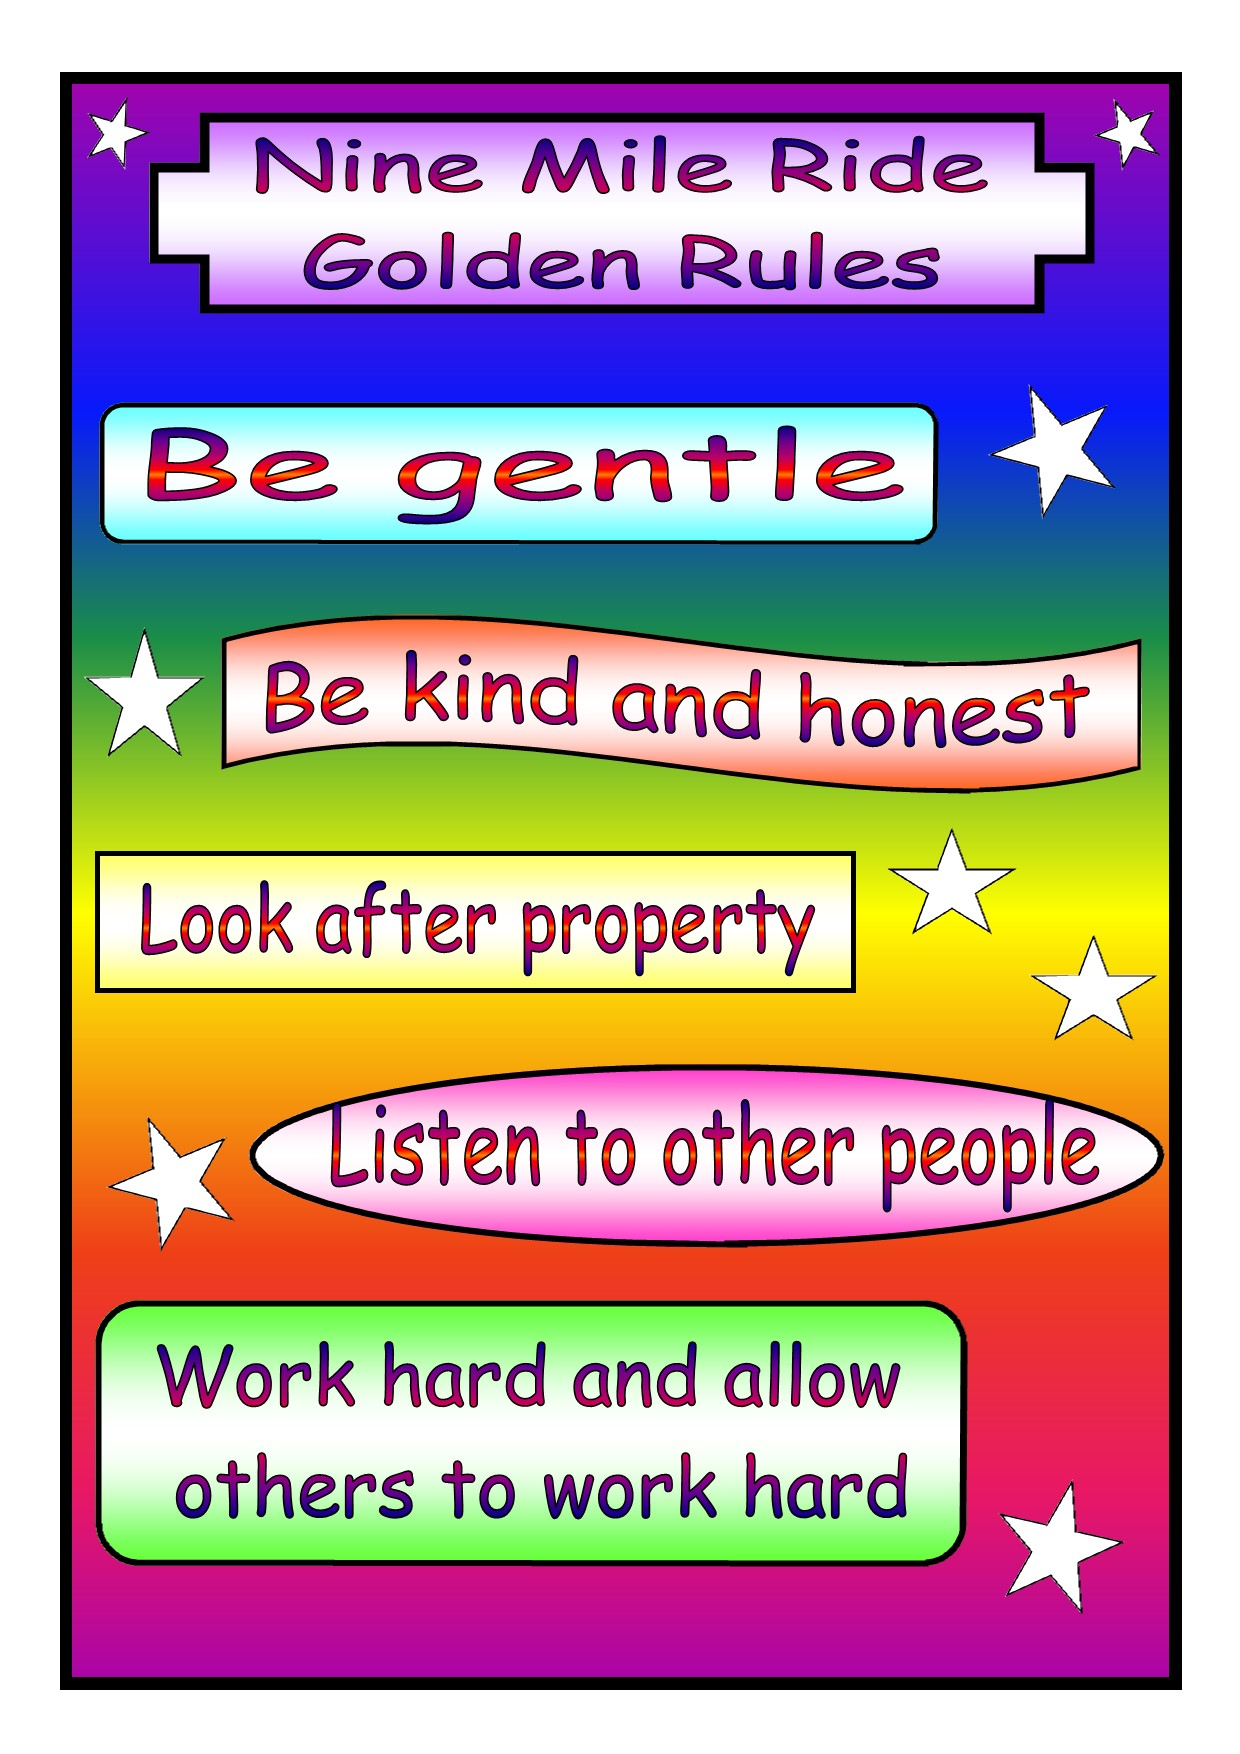 Nine Mile Ride
Golden Rules
Be gentle
Be kind and honest
Look after property
Listen to other people
Work hard and allow
others to work hard